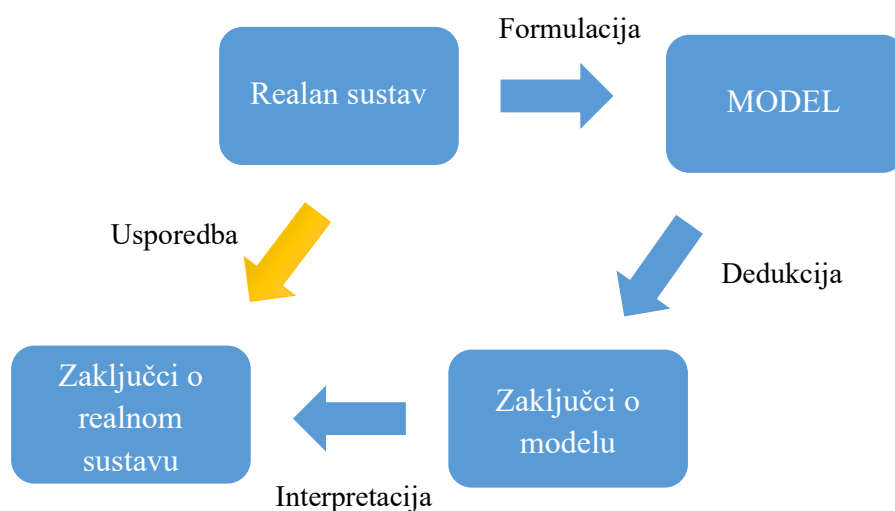 Formulacija
Realan sustav
MODEL
Usporedba
Dedukcija
Zaključci o
realnom
sustavu
Zaključci o
modelu
Interpretacija